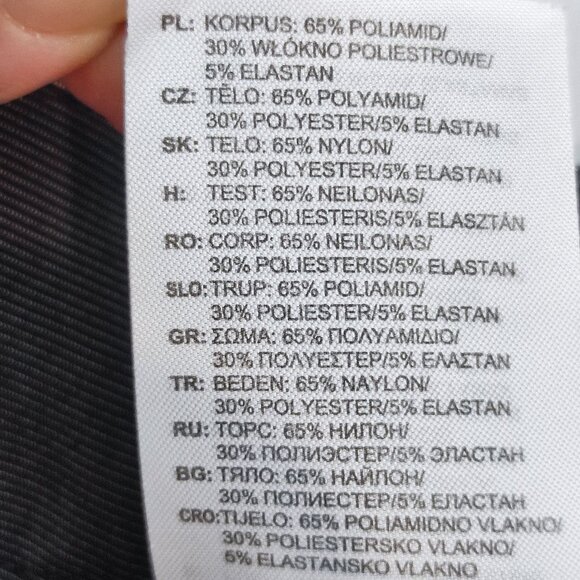 PL: KORPUS: 65% POLIAMID/
30% WŁÓKNO POLIESTROWE/
5% ELASTAN
CZ: TĚLO: 65% POLYAMID/
30% POLYESTER/5% ELASTAN
SK: TELO: 65% NYLON/
30% POLYESTER/5% ELASTAN
H: TEST: 65% NEILONAS/
30% POLIESTERIS/5% ELASZTÁN
RO: CORP: 65% NEILONAS/
30% POLIESTERIS/5% ELASTAN
SLO: TRUP: 65% POLIAMID/
30% POLIESTER/5% ELASTAN
GR: ΣΩΜΑ: 65% ΠΟΛΥΑΜΙΔΙΟ/
30% ΠΟΛΥΕΣΤΕΡ/5% ΕΛΑΣΤΑΝ
TR: BEDEN: 65% NAYLON/
30% POLYESTER/5% ELASTAN
RU: ТОРС: 65% НИЛОН/
30% ПОЛИЭСТЕР/5% ЭЛАСТАН
BG: ТЯЛО: 65% НАЙЛОН/
30% ПОЛИЕСТЕР/5% ЕЛАСТАН
CRO: TIJELO: 65% POLIAMIDNO VLAKNO/
30% POLIESTERSKO VLAKNO/
5% ELASTANSKO VLAKNO